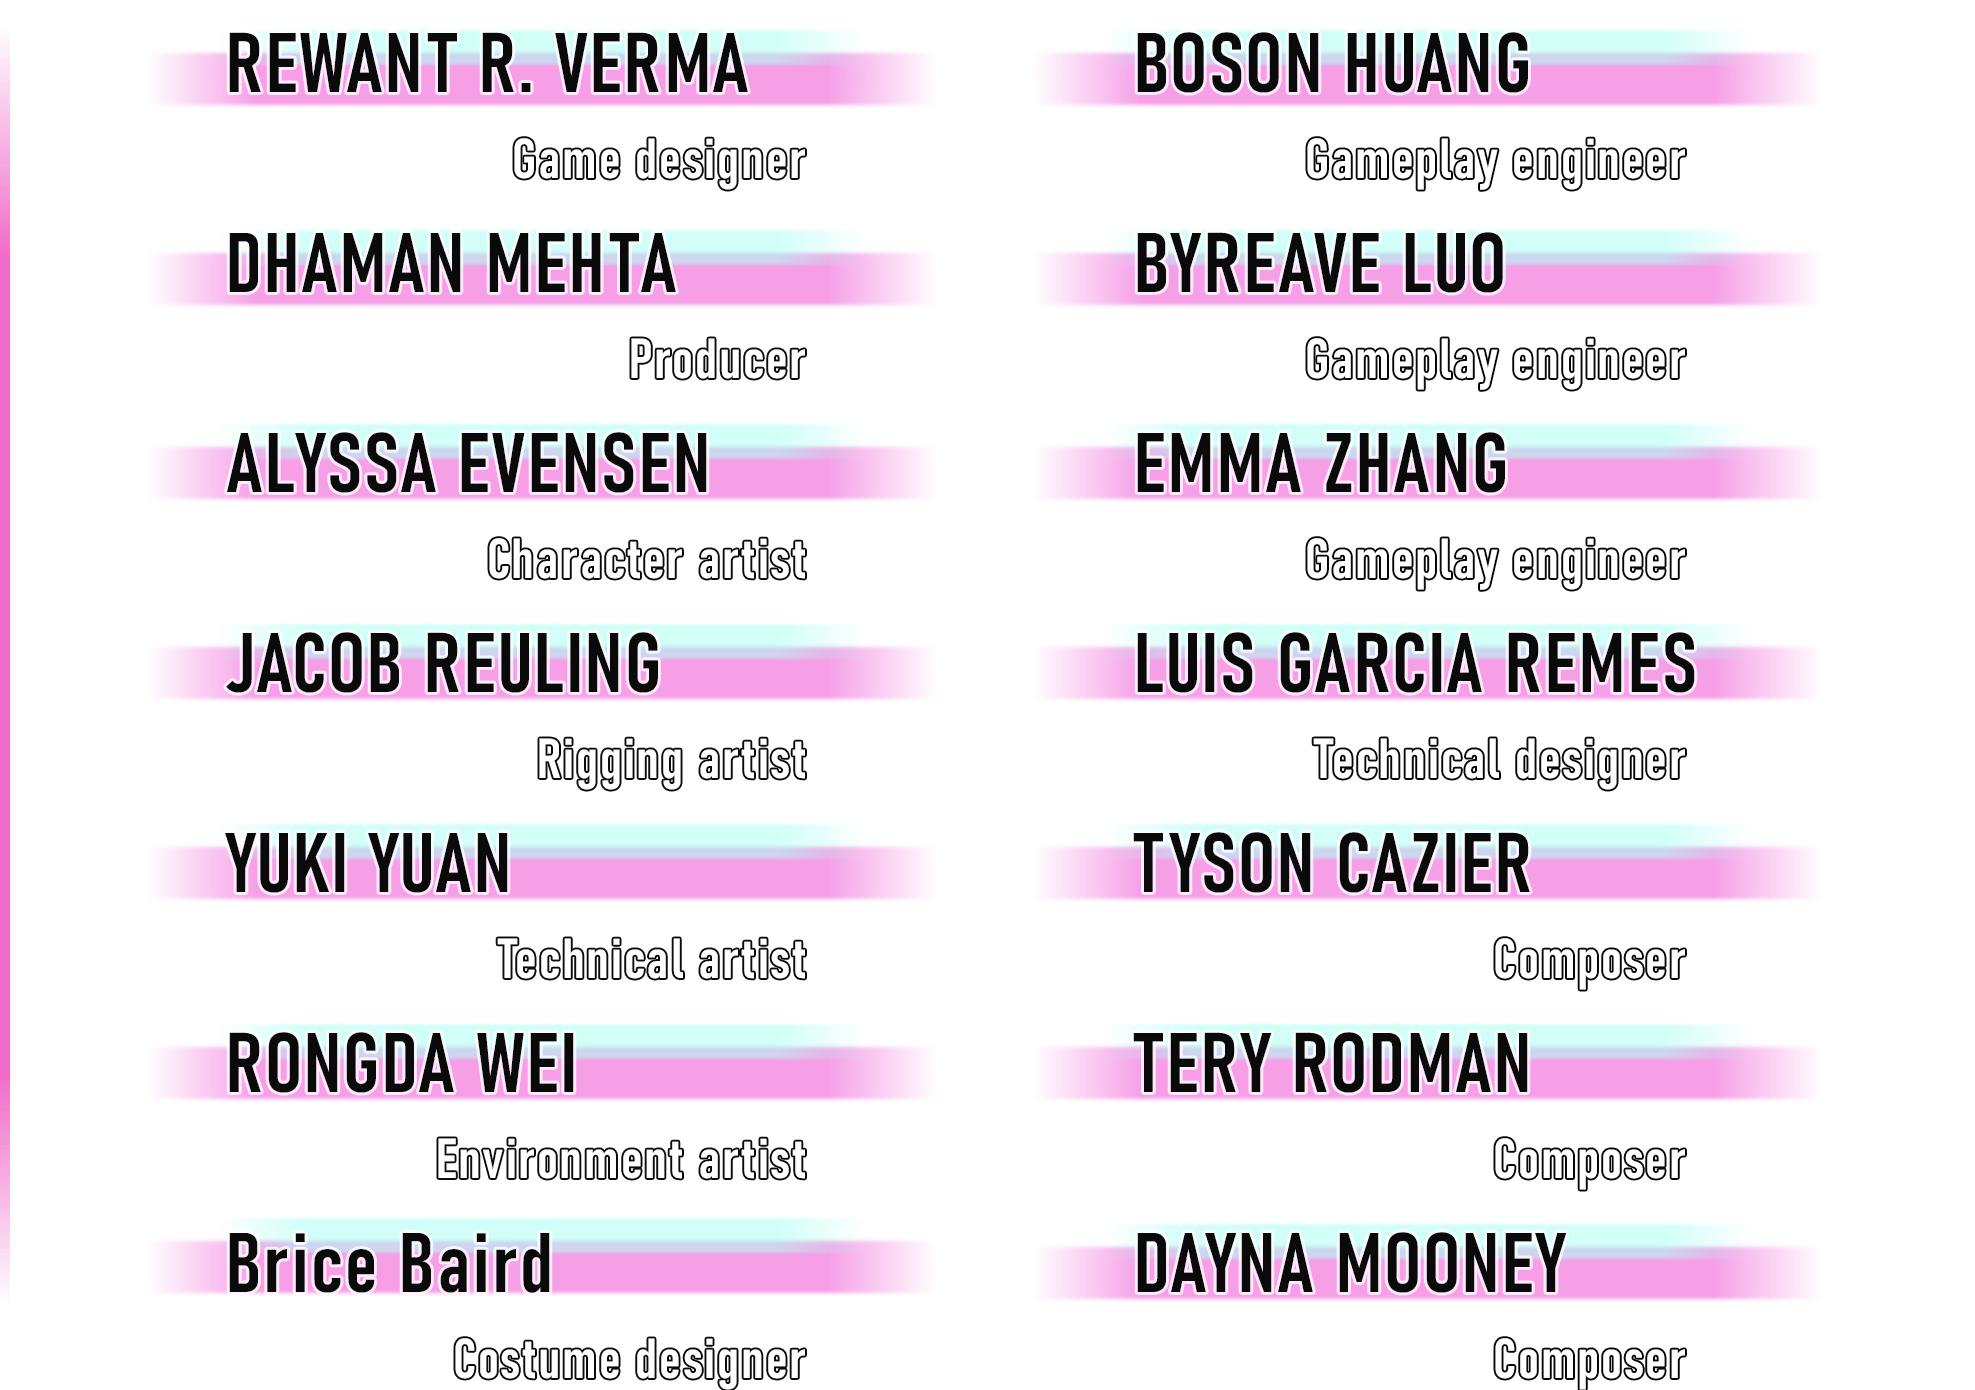 REWANT R. VERMA
Game designer
DHAMAN MEHTA
Producer
ALYSSA EVENSEN
Character artist
JACOB REULING
Rigging artist
YUKI YUAN
Technical artist
RONGDA WEI
Environment artist
Brice Baird
Costume designer
BOSON HUANG
Gameplay engineer
BYREAVE LUO
Gameplay engineer
EMMA ZHANG
Gameplay engineer
LUIS GARCIA REMES
Technical designer
TYSON CAZIER
Composer
TERY RODMAN
Composer
DAYNA MOONEY
Composer